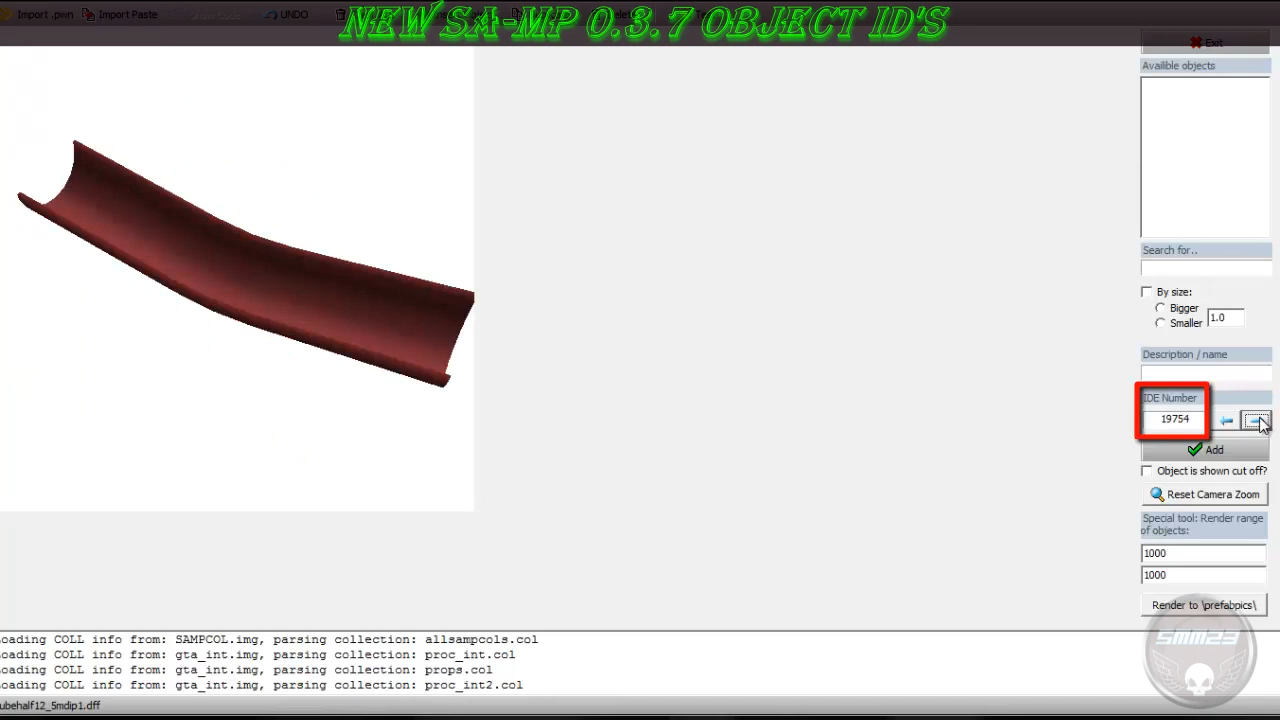 Import .pwn Import Paste UNDO
NEW SA-MP 0.3.7 OBJECT ID'S
Exit
Availible objects
Search for..
By size:
Bigger
Smaller
1.0
Description / name
IDE Number
19754
Add
Object is shown cut off?
Reset Camera Zoom
Special tool: Render range
of objects:
1000
1000
Render to \prefabpics\
SMM23
oading COLL info from: SAMPCOL.img, parsing collection: allsampcols.col
oading COLL info from: gta_int.img, parsing collection: proc_int.col
oading COLL info from: gta_int.img, parsing collection: props.col
oading COLL info from: gta_int.img, parsing collection: proc_int2.col
ubehalf12_5mdip1.dff